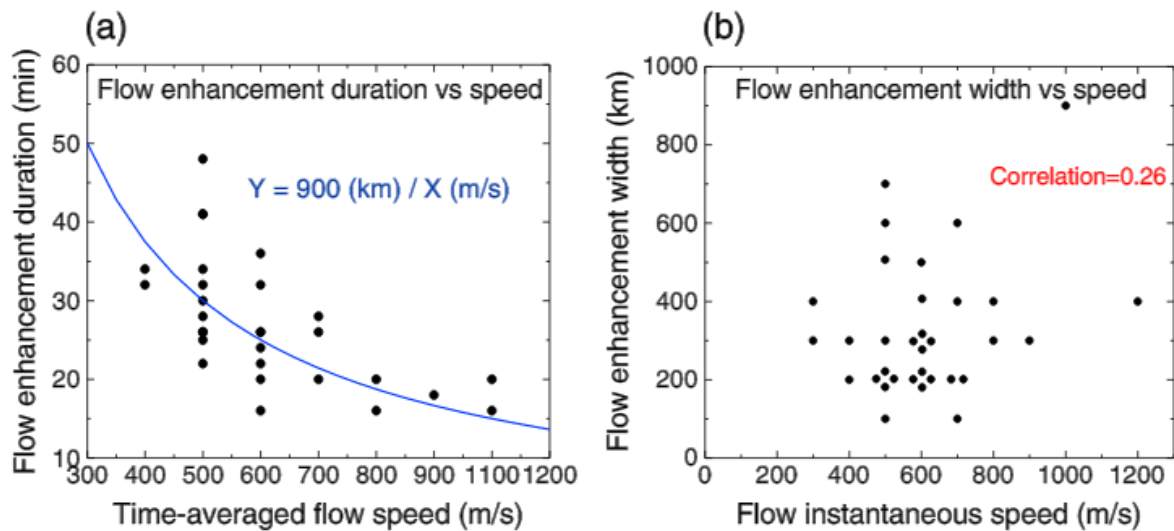 (a)
Flow enhancement duration vs speed
Y = 900 (km) / X (m/s)
Flow enhancement duration (min)
60
50
40
30
20
10
300 400 500 600 700 800 900 1100 1200
Time-averaged flow speed (m/s)
(b)
Flow enhancement width vs speed
Correlation=0.26
Flow enhancement width (km)
1000
800
600
400
200
0
0 200 400 600 800 1000 1200
Flow instantaneous speed (m/s)